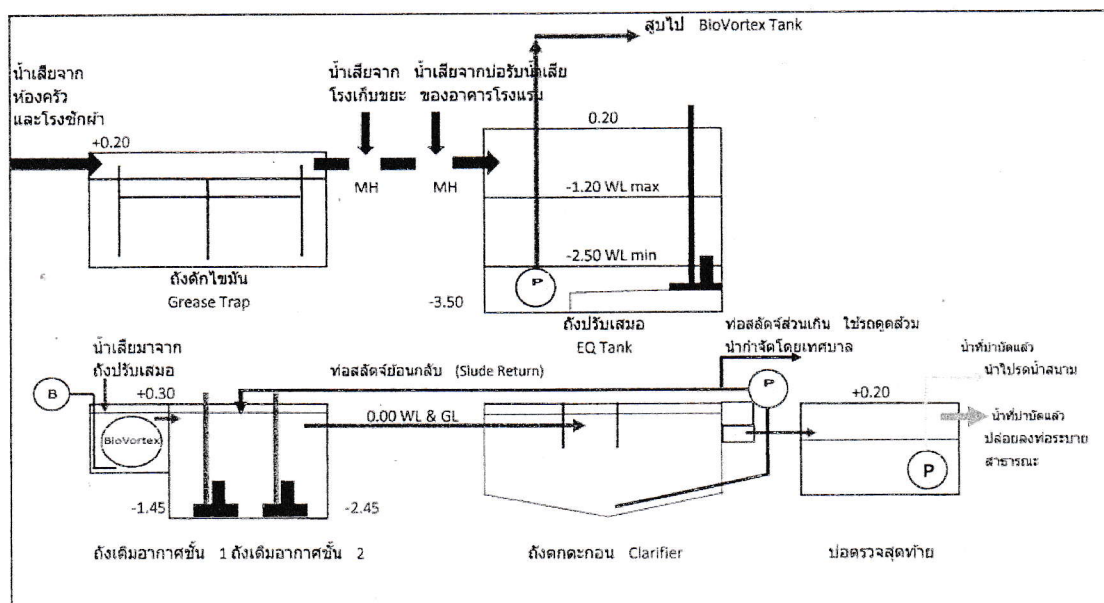 สูบไป BioVortex Tank
น้ำเสียจาก
ห้องครัว
และโรงซักผ้า
น้ำเสียจาก
โรงเก็บขยะ
น้ำเสียจากบ่อรับน้ำเสีย
ของอาคารโรงแรม
+0.20
0.20
MH
MH
-1.20 WL max
-2.50 WL min
P
-3.50
ถังดักไขมัน
Grease Trap
ถังปรับเสมอ
EQ Tank
ท่อสลัดจ์ส่วนเกิน ใช้รถดูดส้วม
นำกำจัดโดยเทศบาล
น้ำเสียมาจาก
ถังปรับเสมอ
ท่อสลัดจ์ย้อนกลับ (Slude Return)
น้ำที่บำบัดแล้ว
นำไปรดน้ำสนาม
B
+0.30
P
+0.20
0.00 WL & GL
BioVortex
น้ำที่บำบัดแล้ว
ปล่อยลงท่อระบาย
สาธารณะ
P
-1.45
-2.45
ถังเติมอากาศชั้น 1 ถังเติมอากาศชั้น 2
ถังตกตะกอน Clarifier
บ่อตรวจสุดท้าย